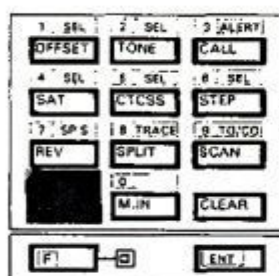 1 SEL 2 SEL 3 ALERT
OFFSET TONE CALL
4 SEL 5 SEL 6 SEL
SAT CTCSS STEP
7 SP S 8 TRACE 9 TO/CO
REV SPLIT SCAN
0
M.IN CLEAR
F ENT